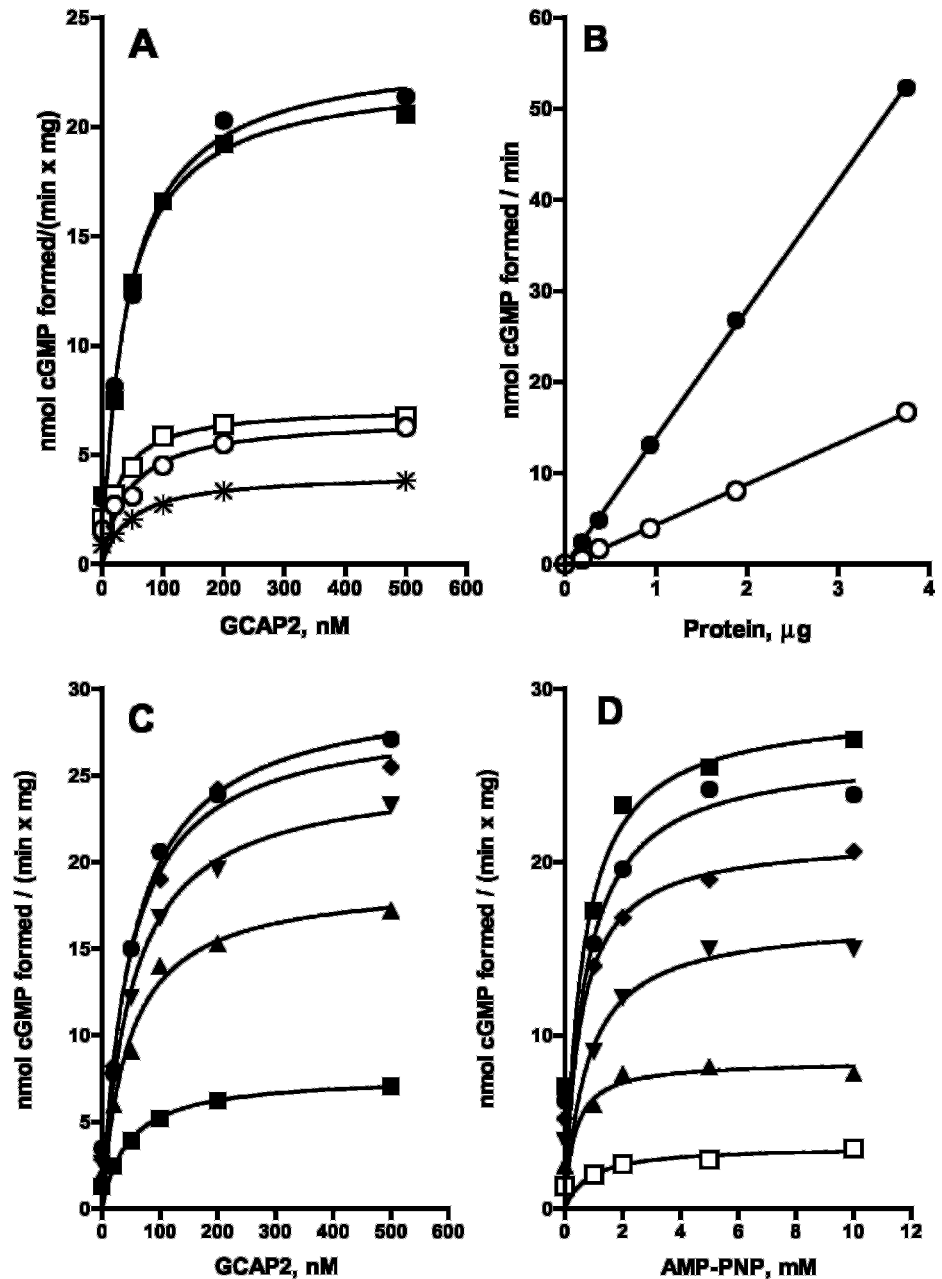 A
nmol cGMP formed/(min x mg)
25
20
15
10
5
0
0 100 200 300 400 500 600
GCAP2, nM
B
nmol cGMP formed / min
60
50
40
30
20
10
0
0 1 2 3 4
Protein, μg
C
nmol cGMP formed / (min x mg)
30
25
20
15
10
5
0
0 100 200 300 400 500 600
GCAP2, nM
D
nmol cGMP formed / (min x mg)
30
20
10
0
0 2 4 6 8 10 12
AMP-PNP, mM